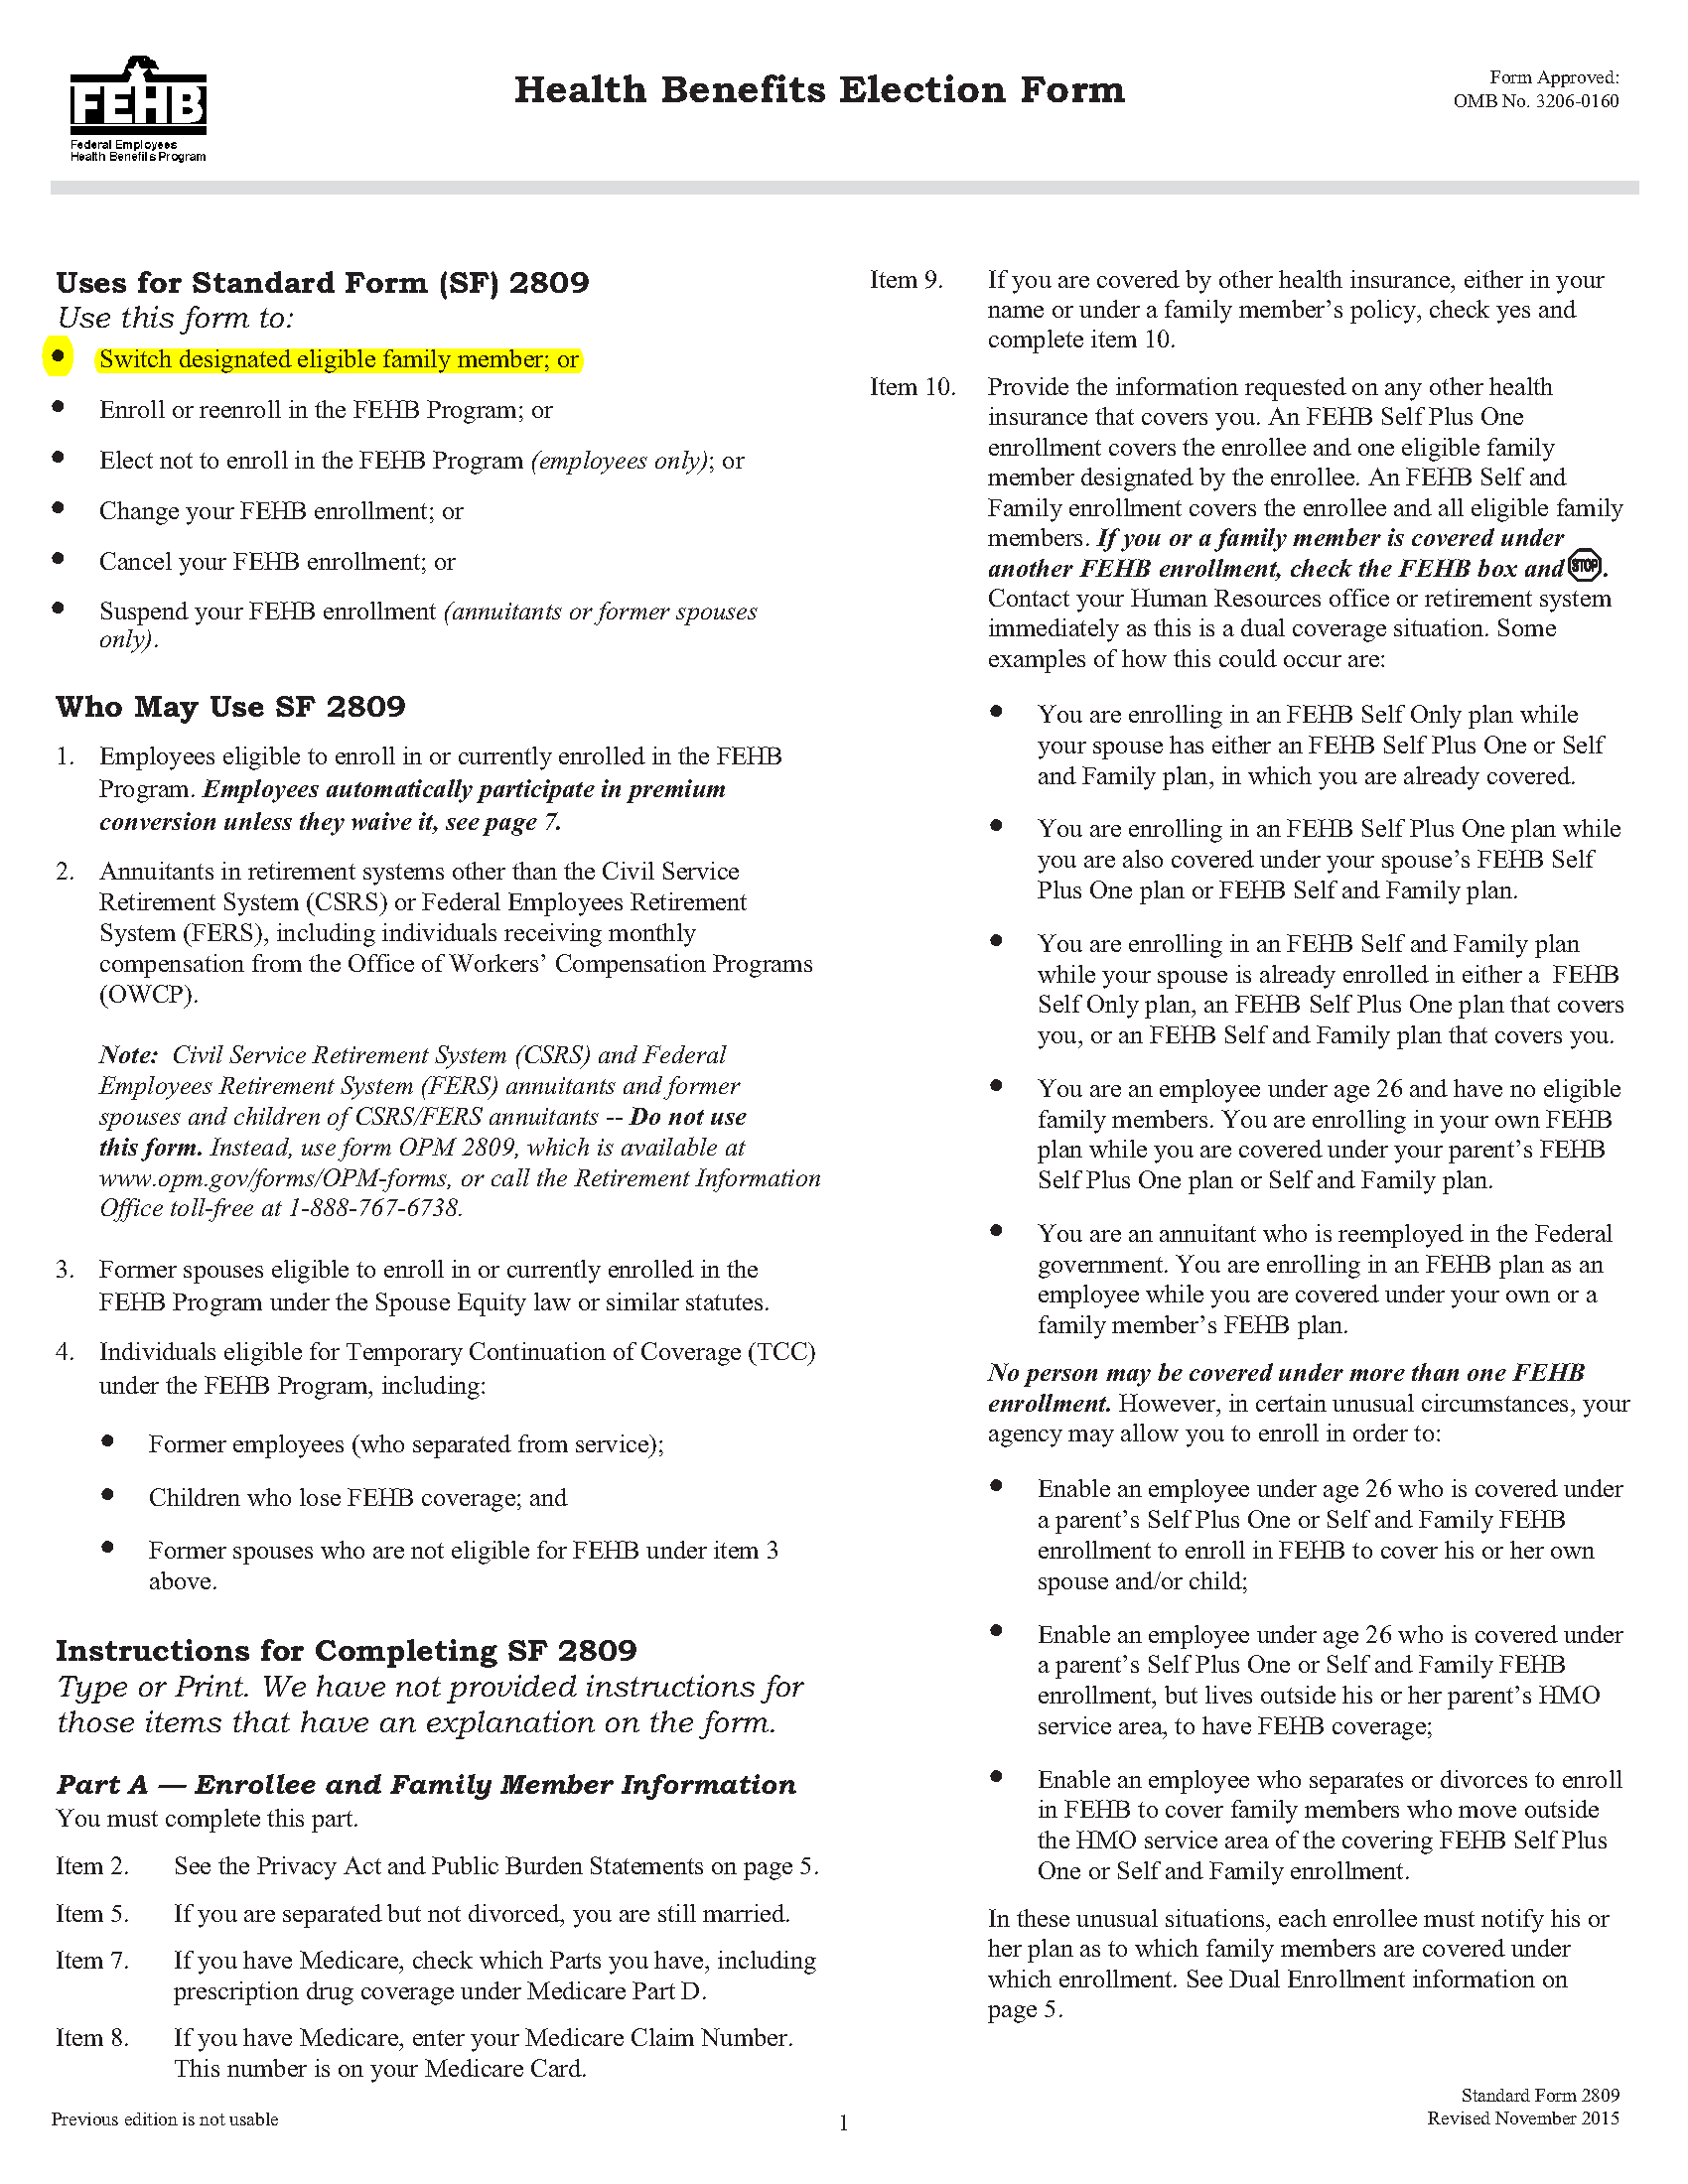 FEHB
Federal Employees
Health Benefits Program
Health Benefits Election Form
Form Approved:
OMB No. 3206-0160
Uses for Standard Form (SF) 2809
Use this form to:
• Switch designated eligible family member; or
• Enroll or reenroll in the FEHB Program; or
• Elect not to enroll in the FEHB Program (employees only); or
• Change your FEHB enrollment; or
• Cancel your FEHB enrollment; or
• Suspend your FEHB enrollment (annuitants or former spouses
only).
Who May Use SF 2809
1. Employees eligible to enroll in or currently enrolled in the FEHB
Program. Employees automatically participate in premium
conversion unless they waive it, see page 7.
2. Annuitants in retirement systems other than the Civil Service
Retirement System (CSRS) or Federal Employees Retirement
System (FERS), including individuals receiving monthly
compensation from the Office of Workers’ Compensation Programs
(OWCP).
Note: Civil Service Retirement System (CSRS) and Federal
Employees Retirement System (FERS) annuitants and former
spouses and children of CSRS/FERS annuitants -- Do not use
this form. Instead, use form OPM 2809, which is available at
www.opm.gov/forms/OPM-forms, or call the Retirement Information
Office toll-free at 1-888-767-6738.
3. Former spouses eligible to enroll in or currently enrolled in the
FEHB Program under the Spouse Equity law or similar statutes.
4. Individuals eligible for Temporary Continuation of Coverage (TCC)
under the FEHB Program, including:
• Former employees (who separated from service);
• Children who lose FEHB coverage; and
• Former spouses who are not eligible for FEHB under item 3
above.
Instructions for Completing SF 2809
Type or Print. We have not provided instructions for
those items that have an explanation on the form.
Part A — Enrollee and Family Member Information
You must complete this part.
Item 2. See the Privacy Act and Public Burden Statements on page 5.
Item 5. If you are separated but not divorced, you are still married.
Item 7. If you have Medicare, check which Parts you have, including
prescription drug coverage under Medicare Part D.
Item 8. If you have Medicare, enter your Medicare Claim Number.
This number is on your Medicare Card.
Item 9. If you are covered by other health insurance, either in your
name or under a family member’s policy, check yes and
complete item 10.
Item 10. Provide the information requested on any other health
insurance that covers you. An FEHB Self Plus One
enrollment covers the enrollee and one eligible family
member designated by the enrollee. An FEHB Self and
Family enrollment covers the enrollee and all eligible family
members. If you or a family member is covered under
another FEHB enrollment, check the FEHB box and STOP.
Contact your Human Resources office or retirement system
immediately as this is a dual coverage situation. Some
examples of how this could occur are:
• You are enrolling in an FEHB Self Only plan while
your spouse has either an FEHB Self Plus One or Self
and Family plan, in which you are already covered.
• You are enrolling in an FEHB Self Plus One plan while
you are also covered under your spouse’s FEHB Self
Plus One plan or FEHB Self and Family plan.
• You are enrolling in an FEHB Self and Family plan
while your spouse is already enrolled in either a FEHB
Self Only plan, an FEHB Self Plus One plan that covers
you, or an FEHB Self and Family plan that covers you.
• You are an employee under age 26 and have no eligible
family members. You are enrolling in your own FEHB
plan while you are covered under your parent’s FEHB
Self Plus One plan or Self and Family plan.
• You are an annuitant who is reemployed in the Federal
government. You are enrolling in an FEHB plan as an
employee while you are covered under your own or a
family member’s FEHB plan.
No person may be covered under more than one FEHB
enrollment. However, in certain unusual circumstances, your
agency may allow you to enroll in order to:
• Enable an employee under age 26 who is covered under
a parent’s Self Plus One or Self and Family FEHB
enrollment to enroll in FEHB to cover his or her own
spouse and/or child;
• Enable an employee under age 26 who is covered under
a parent’s Self Plus One or Self and Family FEHB
enrollment, but lives outside his or her parent’s HMO
service area, to have FEHB coverage;
• Enable an employee who separates or divorces to enroll
in FEHB to cover family members who move outside
the HMO service area of the covering FEHB Self Plus
One or Self and Family enrollment.
In these unusual situations, each enrollee must notify his or
her plan as to which family members are covered under
which enrollment. See Dual Enrollment information on
page 5.
Previous edition is not usable
1
Standard Form 2809
Revised November 2015